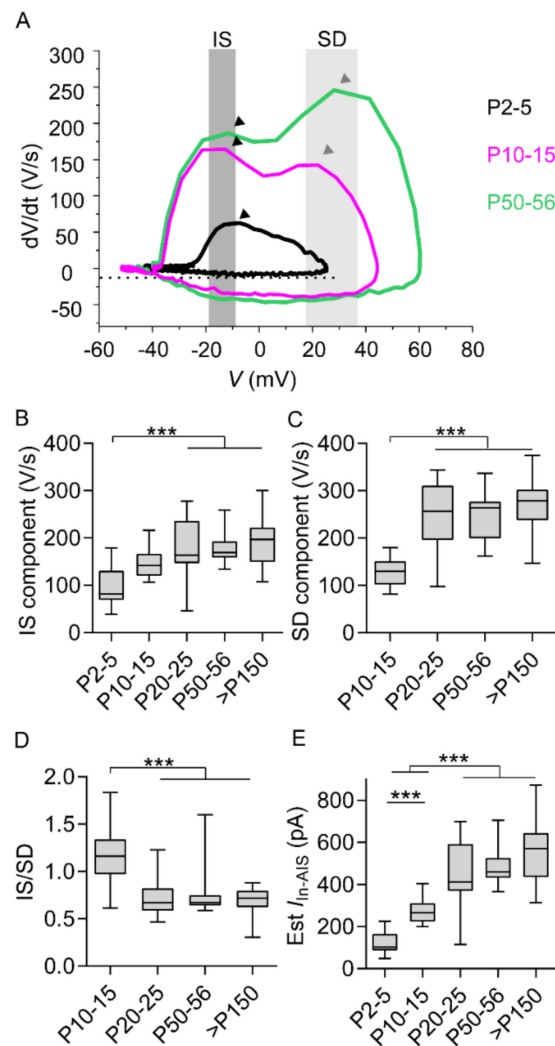 A
IS SD
300
250
200
150
100
50
0
-50
dV/dt (V/s)
-60 -40 -20 0 20 40 60 80
V (mV)
P2-5
P10-15
P50-56
B
***
400
300
200
100
0
IS component (V/s)
P2-5 P10-15 P20-25 P50-56 >P150
C
***
400
300
200
100
0
SD component (V/s)
P10-15 P20-25 P50-56 >P150
D
***
2.0
1.5
1.0
0.5
0.0
IS/SD
P10-15 P20-25 P50-56 >P150
E
***
***
800
600
400
200
0
Est I In-AIS (pA)
P2-5 P10-15 P20-25 P50-56 >P150